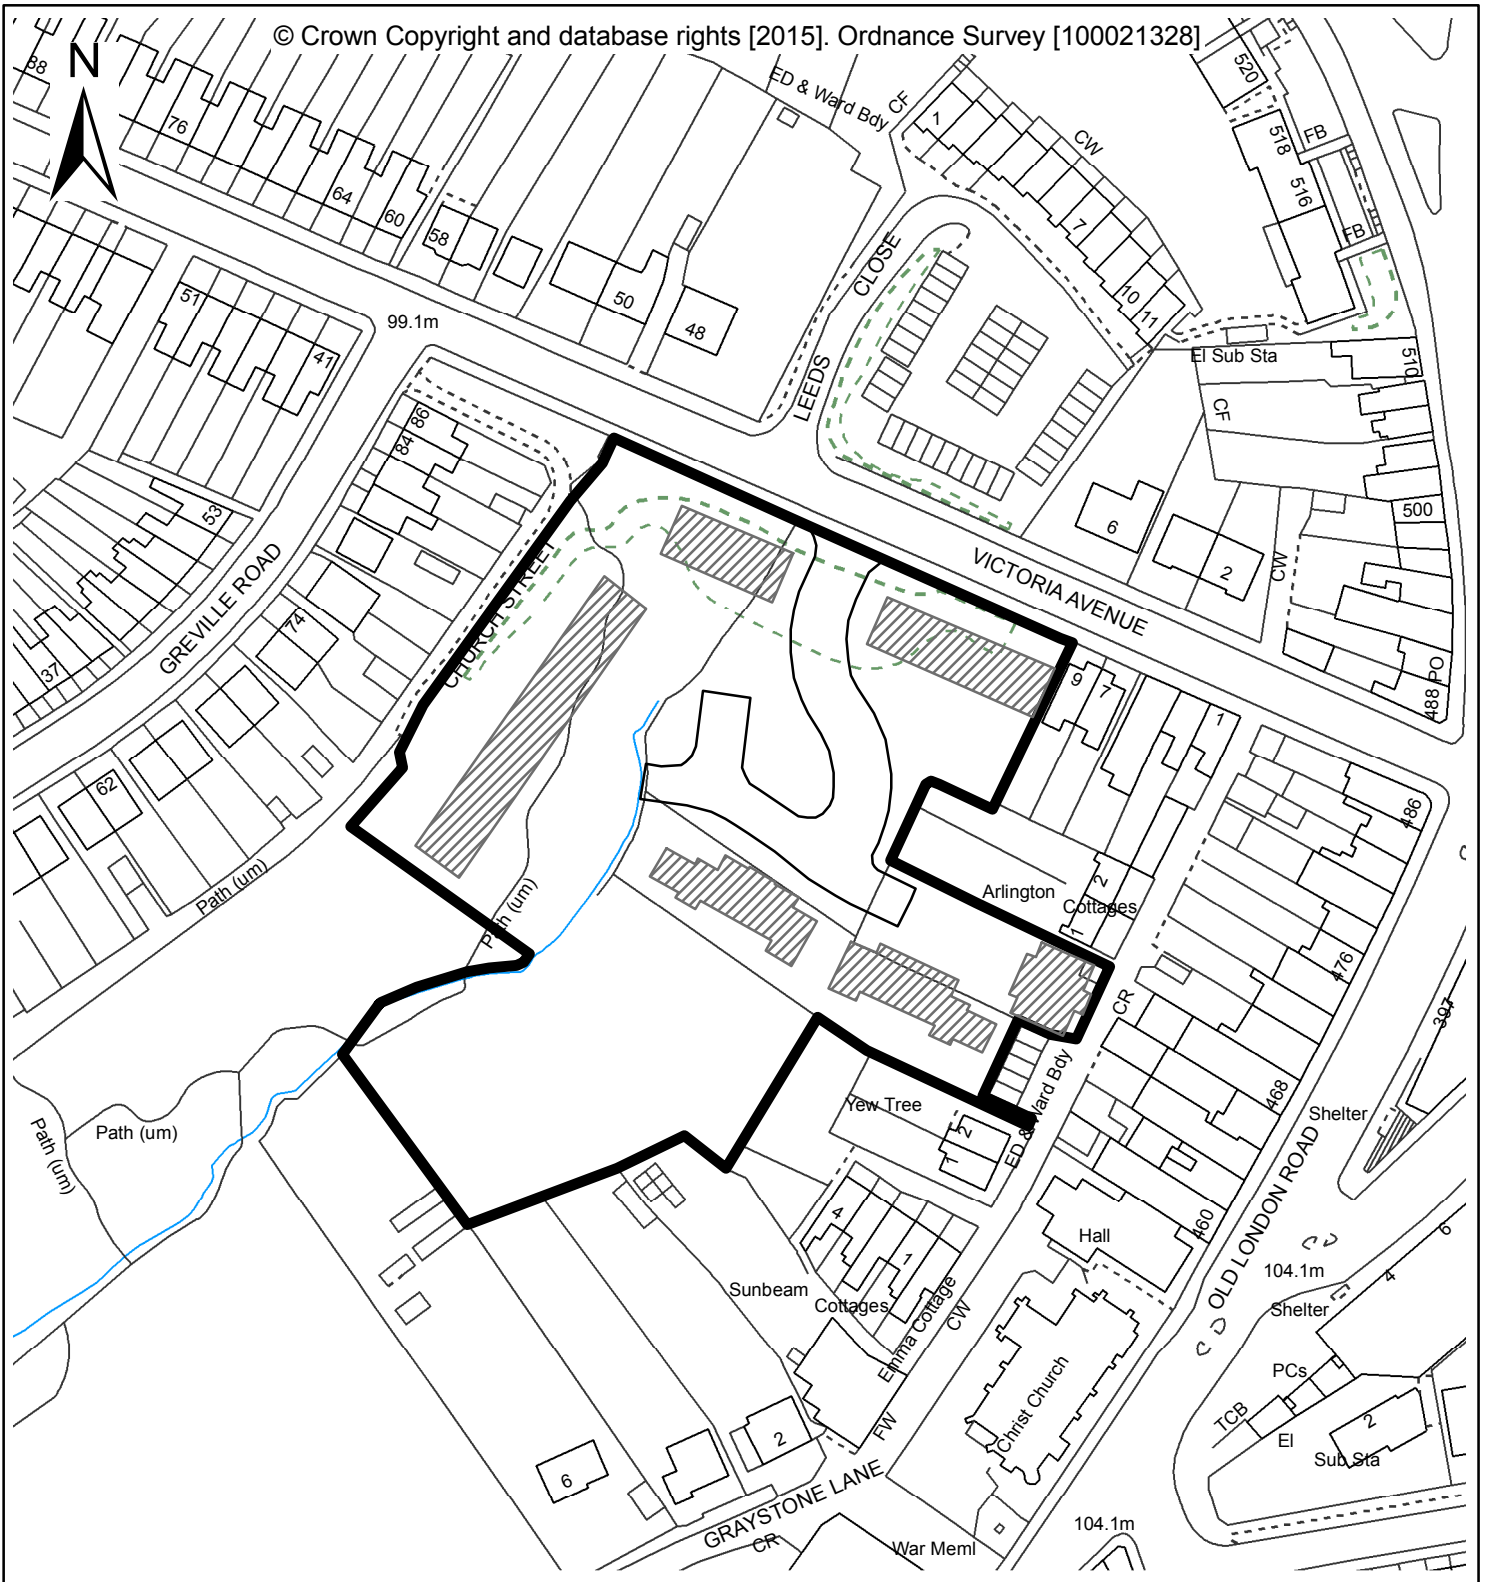 © Crown Copyright and database rights [2015]. Ordnance Survey [100021328]
N
88
76
64
60
58
50
48
ED & Ward Bdy
CF
1
CW
7
10
11
520
518
516
FB
FB
LEEDS CLOSE
El Sub Sta
510
CF
500
CW
6
2
488
PO
VICTORIA AVENUE
99.1m
51
41
86
84
53
GREVILLE ROAD
37
74
62
CHURCH STREET
Path (um)
Path (um)
9
7
1
486
Arlington
Cottages
2
1
476
397
CR
ED & Ward Bdy
468
Yew Tree
2
1
Shelter
Path (um)
Path (um)
460
OLD LONDON ROAD
Hall
4
1
Sunbeam
Cottages
Emma Cottage
CW
FW
Christ Church
104.1m
Shelter
6
4
PCs
TCB
El
Sub Sta
2
2
6
GRAYSTONE LANE
CR
War Meml
104.1m